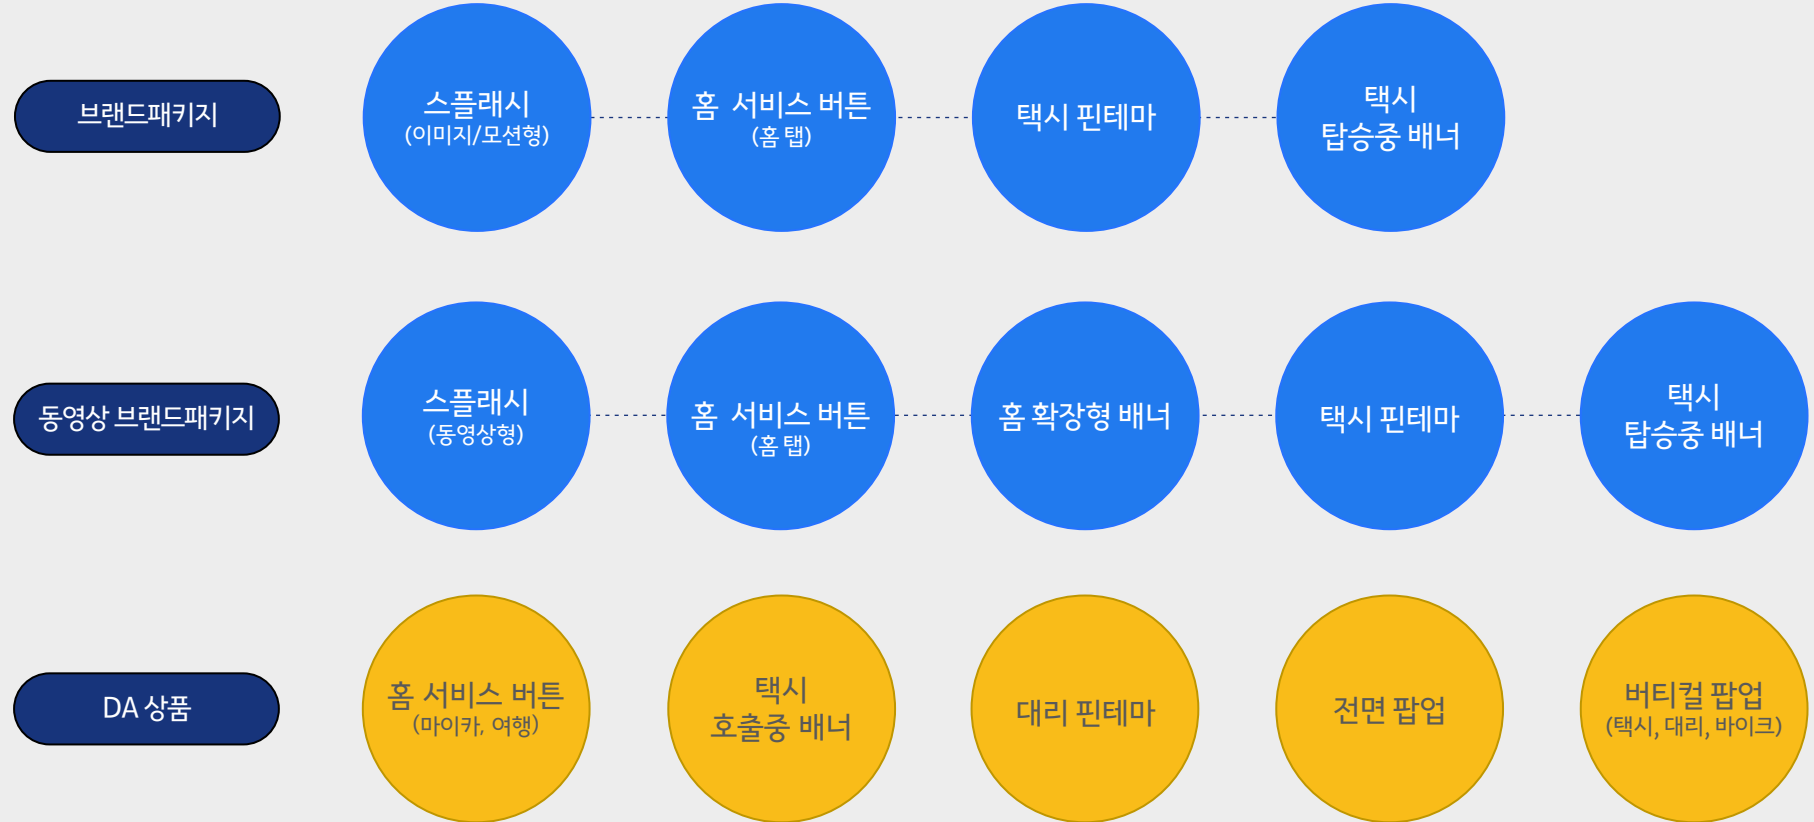 브랜드패키지
스플래시
(이미지/모션형)
홈 서비스 버튼
(홈 탭)
택시 핀테마
택시
탑승중 배너
동영상 브랜드패키지
스플래시
(동영상형)
홈 서비스 버튼
(홈 탭)
홈 확장형 배너
택시 핀테마
택시
탑승중 배너
DA 상품
홈 서비스 버튼
(마이카, 여행)
택시
호출중 배너
대리 핀테마
전면 팝업
버티컬 팝업
(택시, 대리, 바이크)